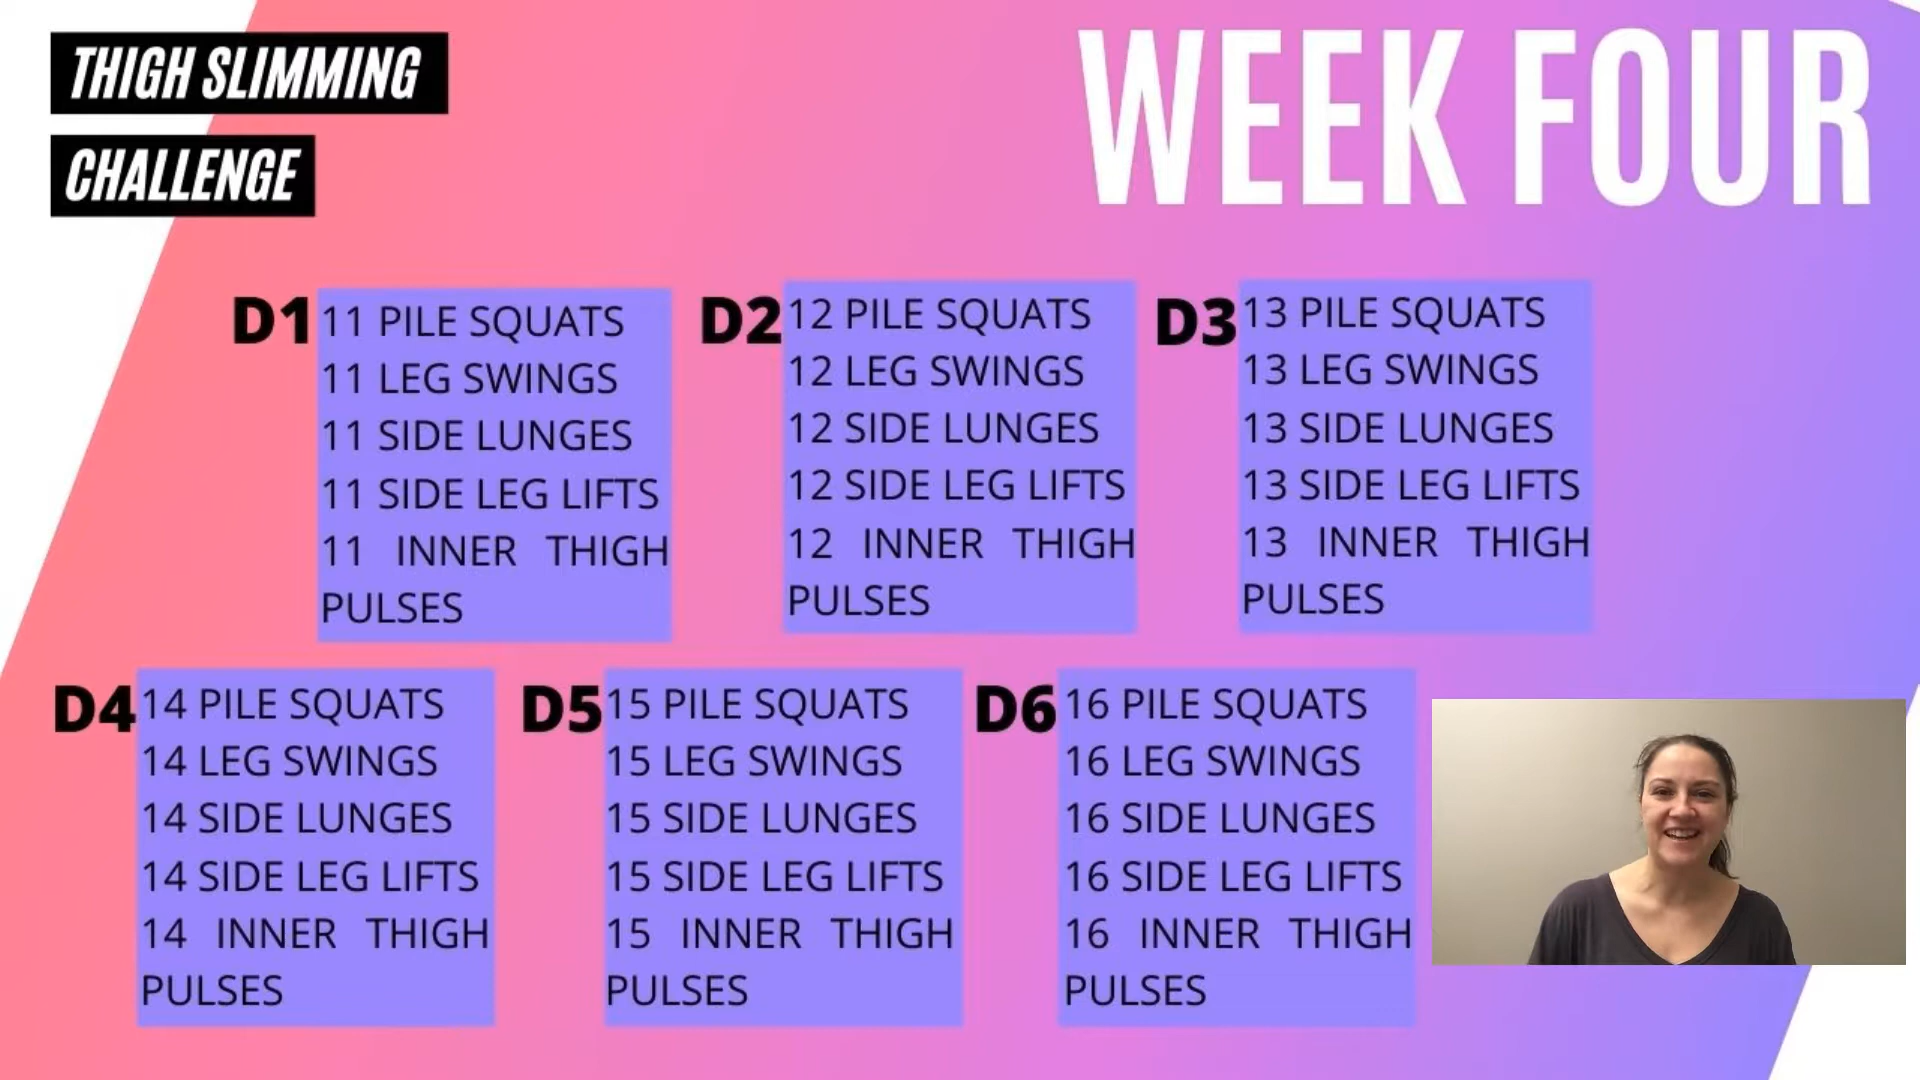 THIGH SLIMMING
CHALLENGE
WEEK FOUR
D1
11 PILE SQUATS
11 LEG SWINGS
11 SIDE LUNGES
11 SIDE LEG LIFTS
11 INNER THIGH
PULSES
D2
12 PILE SQUATS
12 LEG SWINGS
12 SIDE LUNGES
12 SIDE LEG LIFTS
12 INNER THIGH
PULSES
D3
13 PILE SQUATS
13 LEG SWINGS
13 SIDE LUNGES
13 SIDE LEG LIFTS
13 INNER THIGH
PULSES
D4
14 PILE SQUATS
14 LEG SWINGS
14 SIDE LUNGES
14 SIDE LEG LIFTS
14 INNER THIGH
PULSES
D5
15 PILE SQUATS
15 LEG SWINGS
15 SIDE LUNGES
15 SIDE LEG LIFTS
15 INNER THIGH
PULSES
D6
16 PILE SQUATS
16 LEG SWINGS
16 SIDE LUNGES
16 SIDE LEG LIFTS
16 INNER THIGH
PULSES